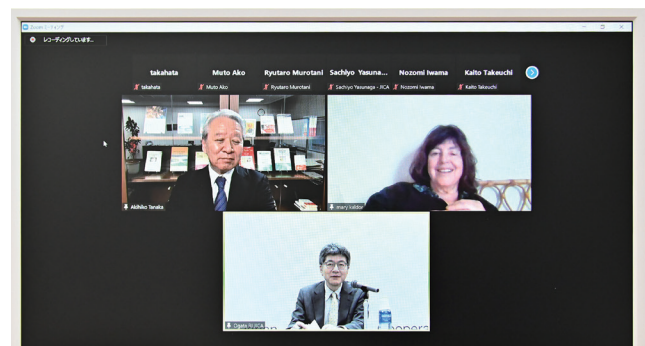 Zoom ミーティング
レコーディングしています...
takahata
Muto Ako
Ryutaro Murotani
Sachiyo Yasuna...
Nozomi Iwama
Kaito Takeuchi
takahata
Muto Ako
Ryutaro Murotani
Sachiyo Yasunaga - JICA
Nozomi Iwama
Kaito Takeuchi
Akihiko Tanaka
mary kaldor
Ogata RI JICA